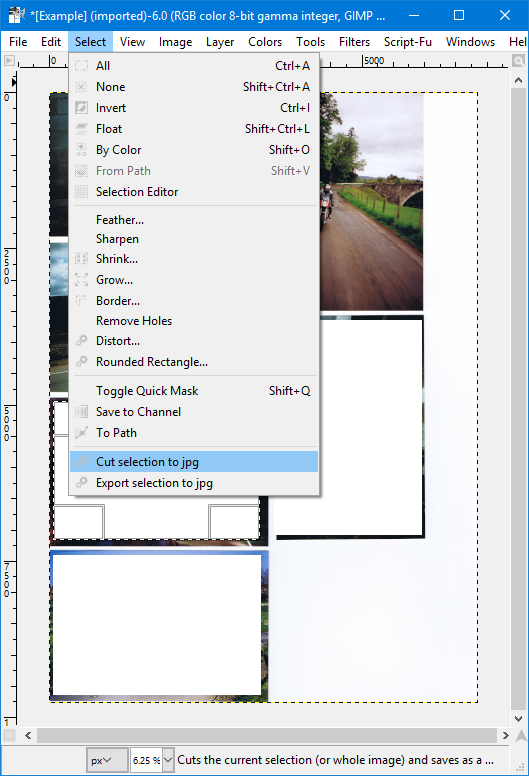 *[Example] (imported)-6.0 (RGB color 8-bit gamma integer, GIMP ...
File Edit Select View Image Layer Colors Tools Filters Script-Fu Windows Hel
0 5000
All Ctrl+A
None Shift+Ctrl+A
Invert Ctrl+I
Float Shift+Ctrl+L
By Color Shift+O
From Path Shift+V
Selection Editor
Feather...
Sharpen
Shrink...
Grow...
Border...
Remove Holes
Distort...
Rounded Rectangle...
Toggle Quick Mask Shift+Q
Save to Channel
To Path
Cut selection to jpg
Export selection to jpg
0
2500
5000
7500
1
px 6.25 % Cuts the current selection (or whole image) and saves as a ...